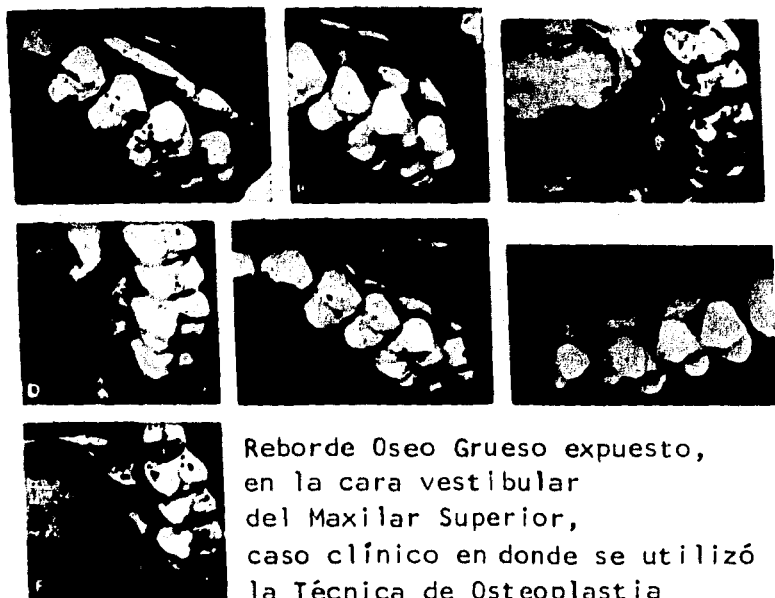 D
Reborde Oseo Grueso expuesto,
en la cara vestibular
del Maxilar Superior,
caso clínico en donde se utilizó
la Técnica de Osteoplastia